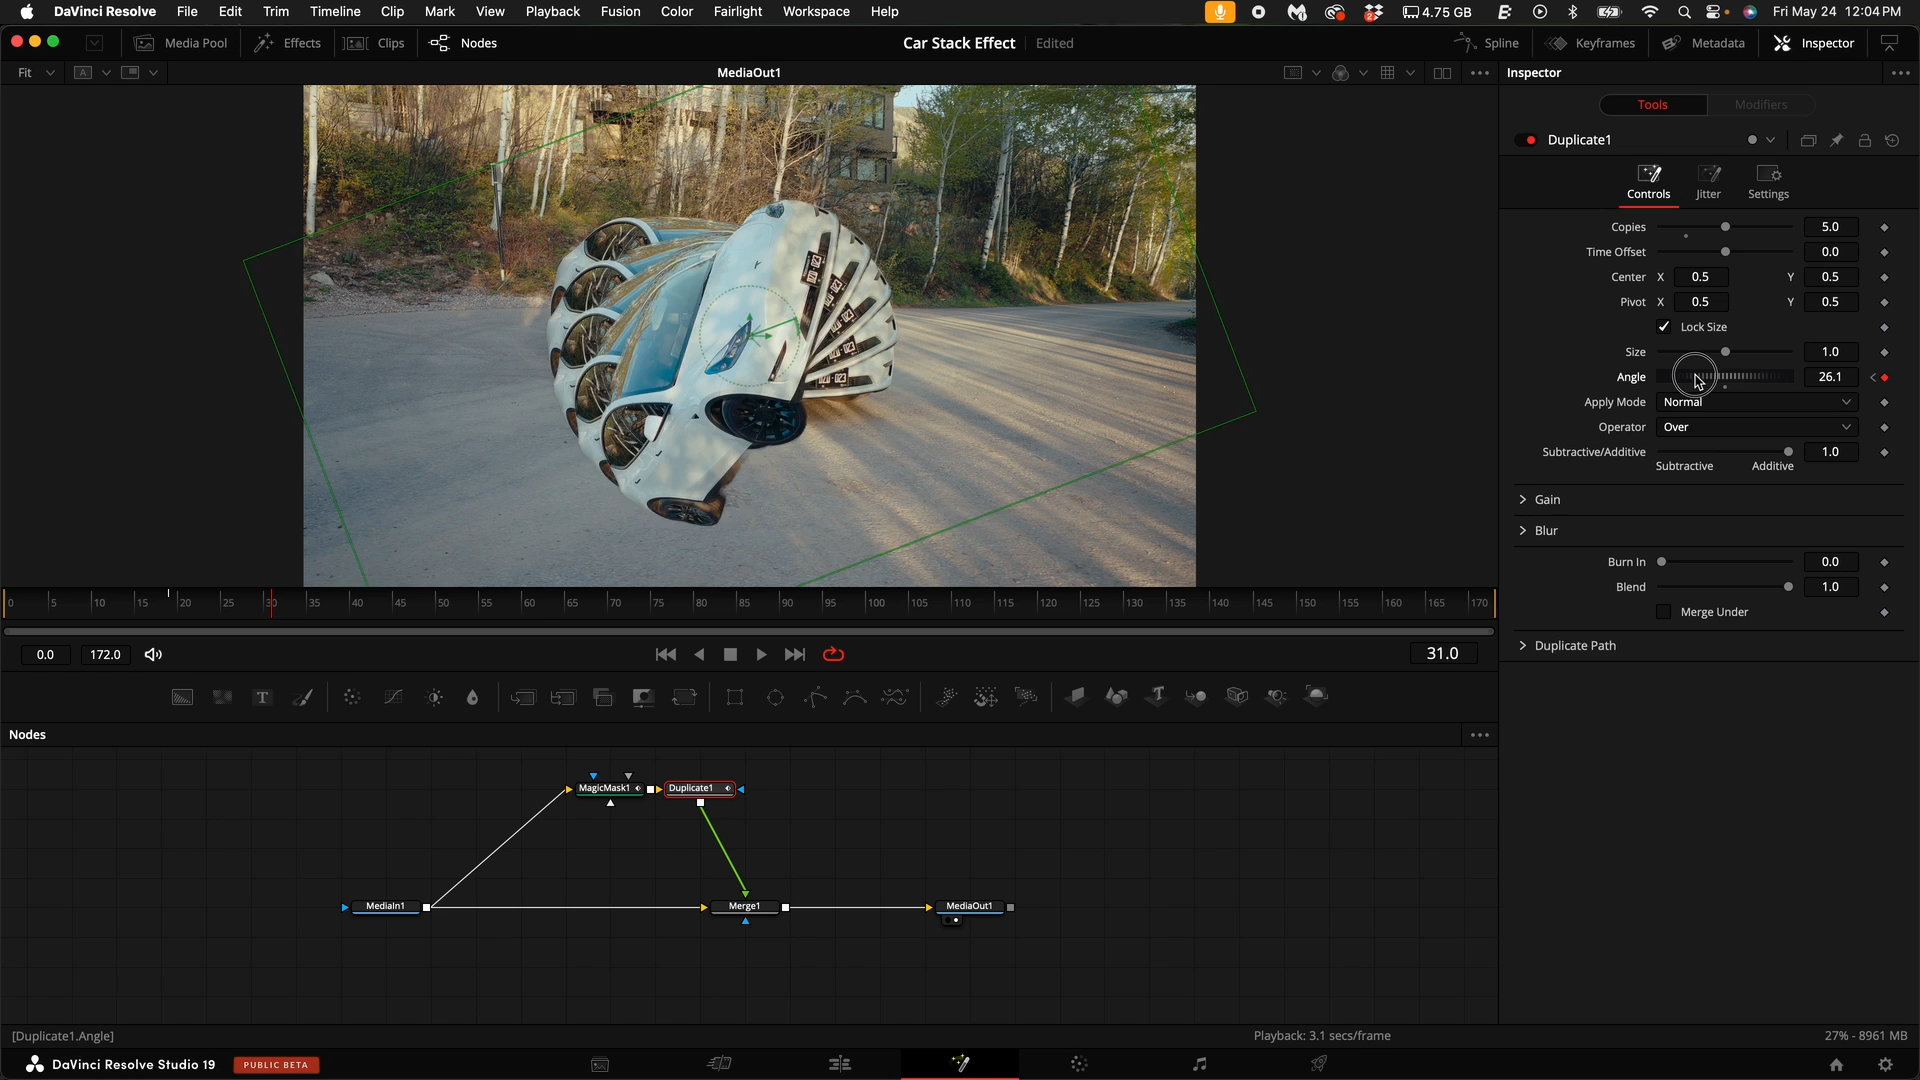 DaVinci Resolve File Edit Trim Timeline Clip Mark View Playback Fusion Color Fairlight Workspace Help 2 4.75 GB Fri May 24 12:04 PM
Media Pool Effects Clips Nodes Car Stack Effect Edited Spline Keyframes Metadata Inspector
Fit A MediaOut1 Inspector
Tools Modifiers
Duplicate1
Controls Jitter Settings
Copies 5.0
Time Offset 0.0
Center X 0.5 Y 0.5
Pivot X 0.5 Y 0.5
Lock Size
Size 1.0
Angle 26.1
Apply Mode Normal
Operator Over
Subtractive/Additive 1.0
Subtractive Additive
Gain
Blur
Burn In 0.0
Blend 1.0
Merge Under
Duplicate Path
0 5 10 15 20 25 30 35 40 45 50 55 60 65 70 75 80 85 90 95 100 105 110 115 120 125 130 135 140 145 150 155 160 165 170
0.0 172.0 31.0
T
Nodes
MagicMask1 Duplicate1
MediaIn1 Merge1 MediaOut1
[Duplicate1.Angle] Playback: 3.1 secs/frame 27% - 8961 MB
DaVinci Resolve Studio 19 PUBLIC BETA